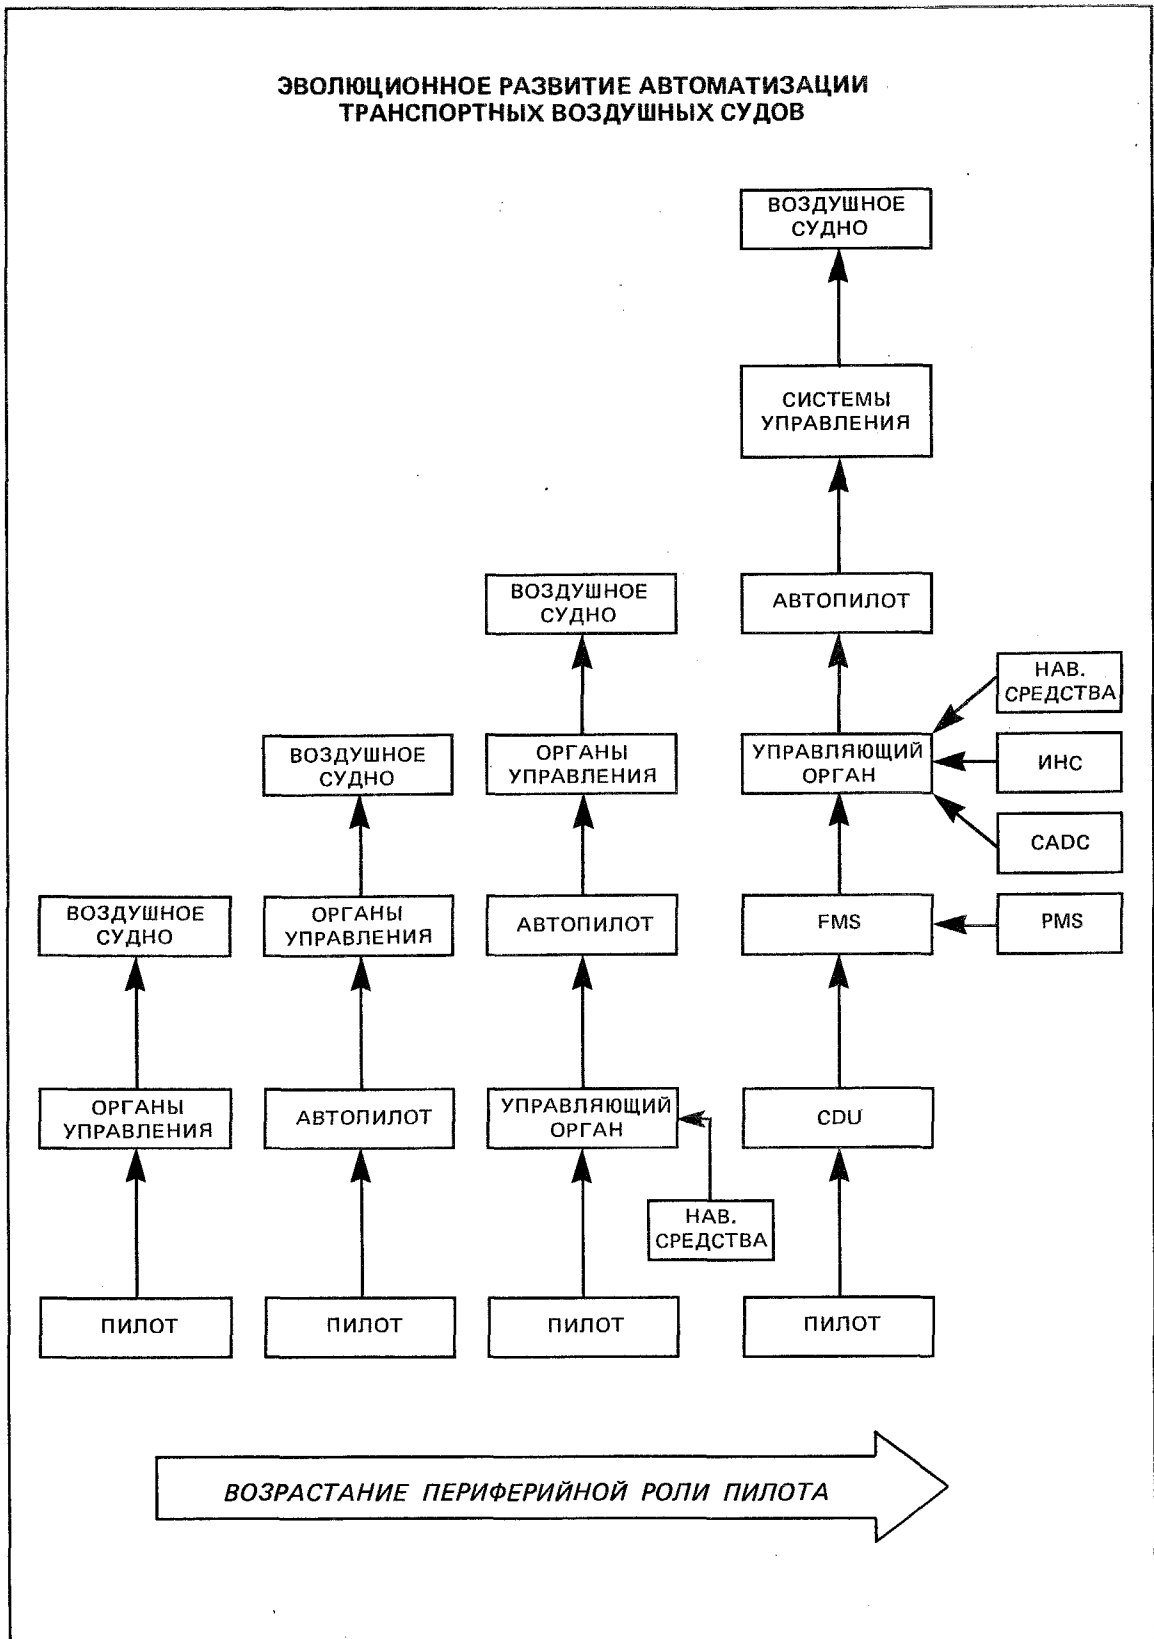 ЭВОЛЮЦИОННОЕ РАЗВИТИЕ АВТОМАТИЗАЦИИ
ТРАНСПОРТНЫХ ВОЗДУШНЫХ СУДОВ
ВОЗДУШНОЕ
СУДНО
ОРГАНЫ
УПРАВЛЕНИЯ
ПИЛОТ
ВОЗДУШНОЕ
СУДНО
ОРГАНЫ
УПРАВЛЕНИЯ
АВТОПИЛОТ
ПИЛОТ
ВОЗДУШНОЕ
СУДНО
ОРГАНЫ
УПРАВЛЕНИЯ
АВТОПИЛОТ
УПРАВЛЯЮЩИЙ
ОРГАН
НАВ.
СРЕДСТВА
ПИЛОТ
ВОЗДУШНОЕ
СУДНО
СИСТЕМЫ
УПРАВЛЕНИЯ
АВТОПИЛОТ
УПРАВЛЯЮЩИЙ
ОРГАН
НАВ.
СРЕДСТВА
ИНС
CADC
FMS
PMS
CDU
ПИЛОТ
ВОЗРАСТАНИЕ ПЕРИФЕРИЙНОЙ РОЛИ ПИЛОТА